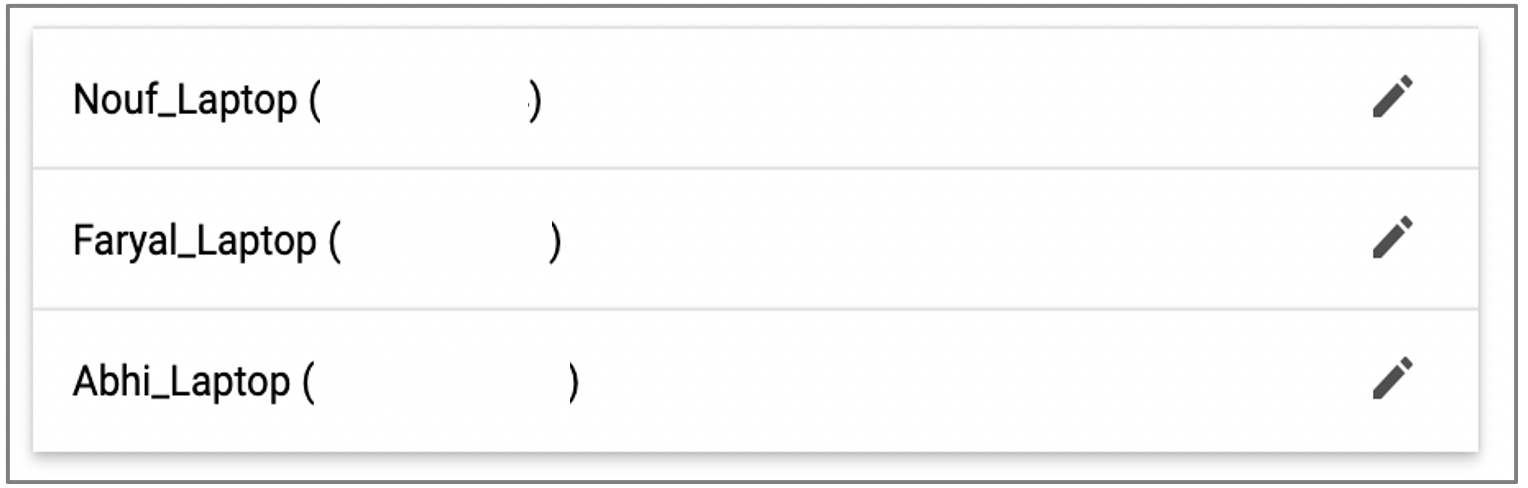 Nouf_Laptop ( )
Faryal_Laptop ( )
Abhi_Laptop ( )